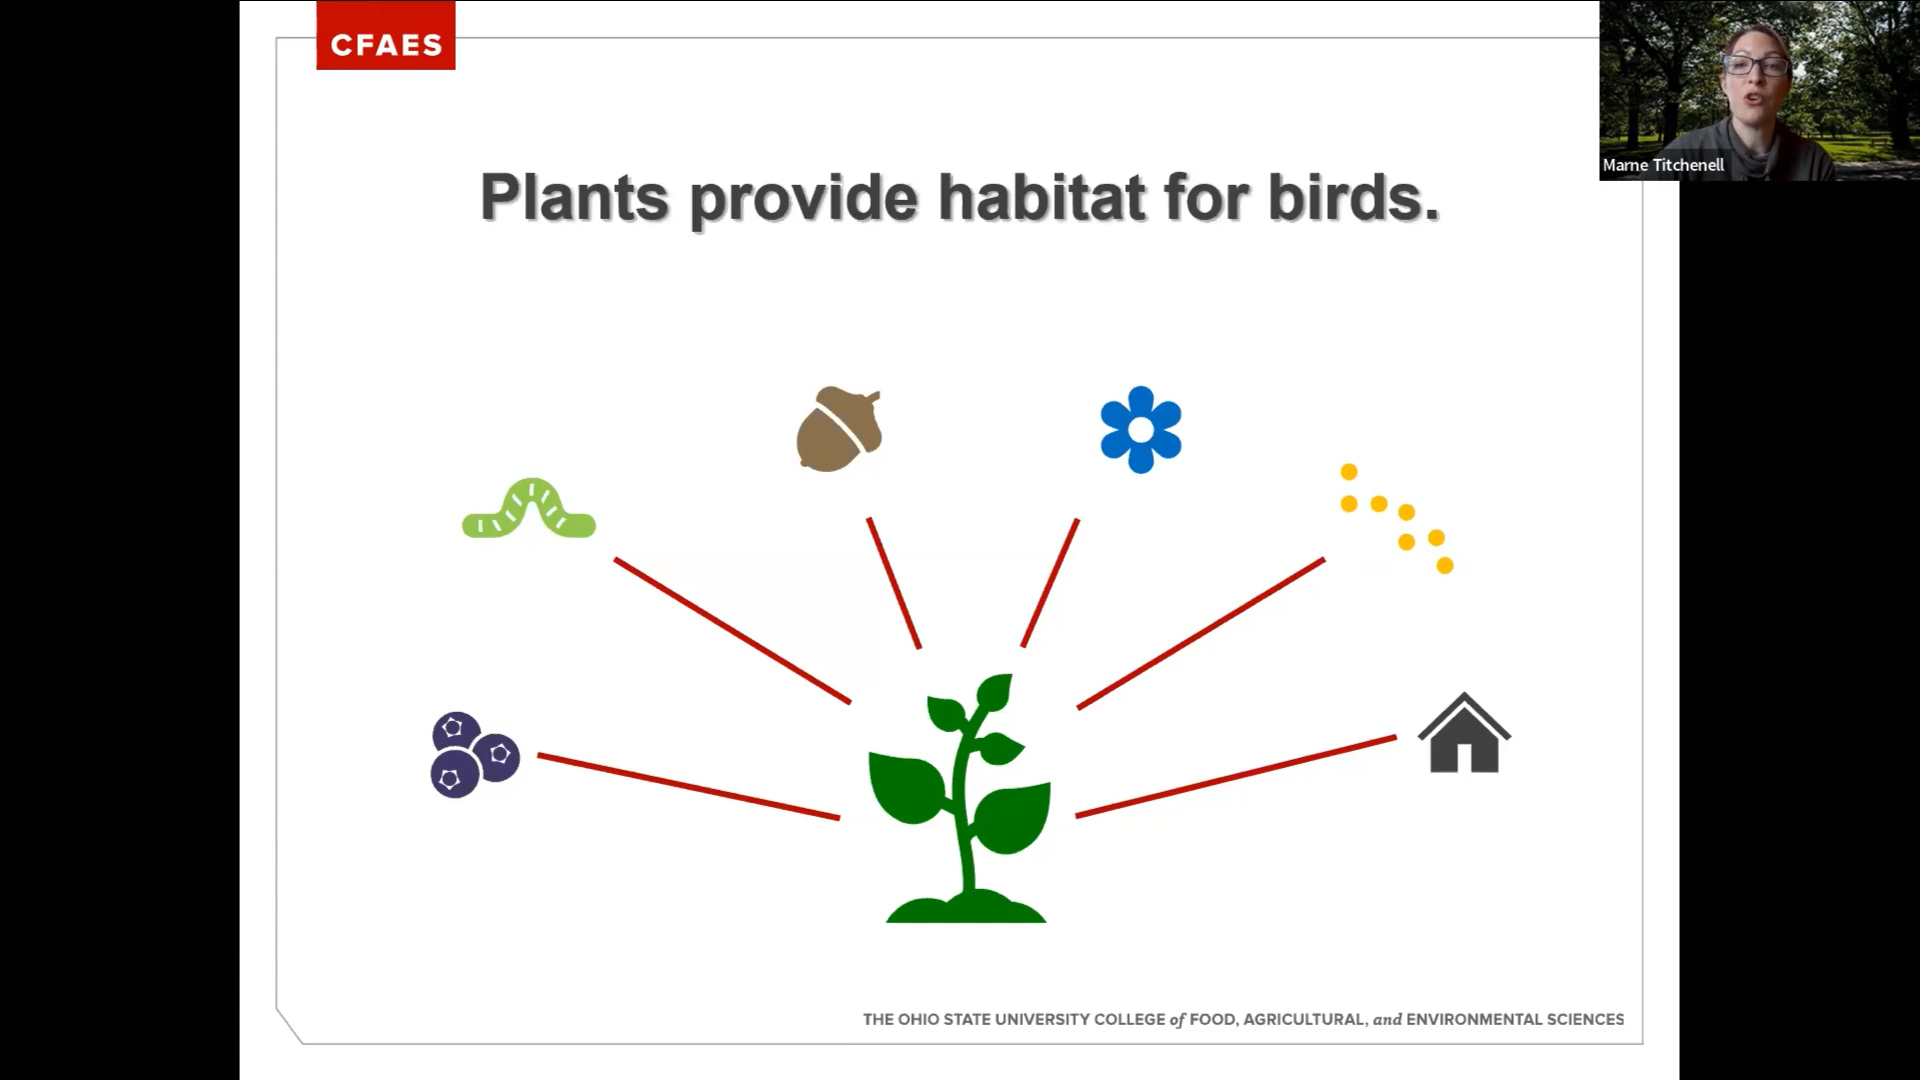 CFAES
Marne Titchenell
Plants provide habitat for birds.
THE OHIO STATE UNIVERSITY COLLEGE of FOOD, AGRICULTURAL, and ENVIRONMENTAL SCIENCES